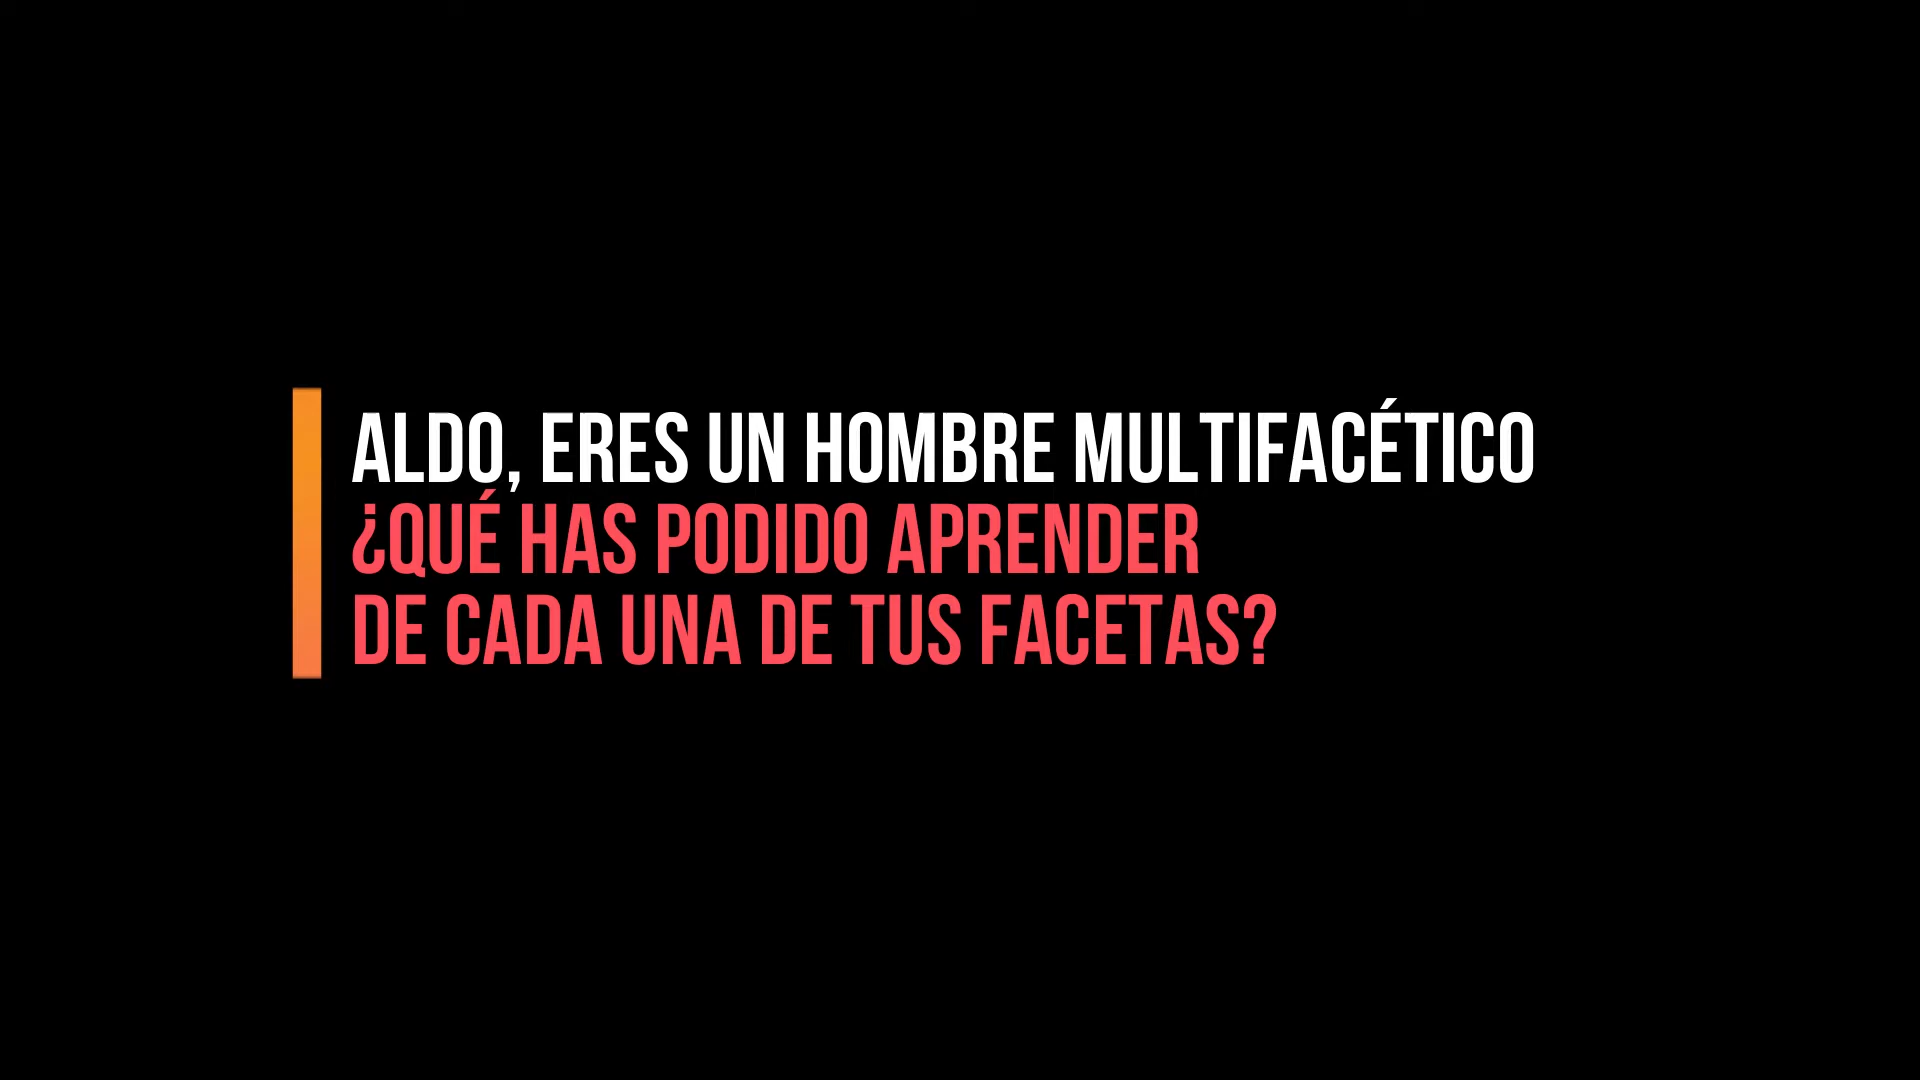 ALDO, ERES UN HOMBRE MULTIFACÉTICO
¿QUÉ HAS PODIDO APRENDER
DE CADA UNA DE TUS FACETAS?